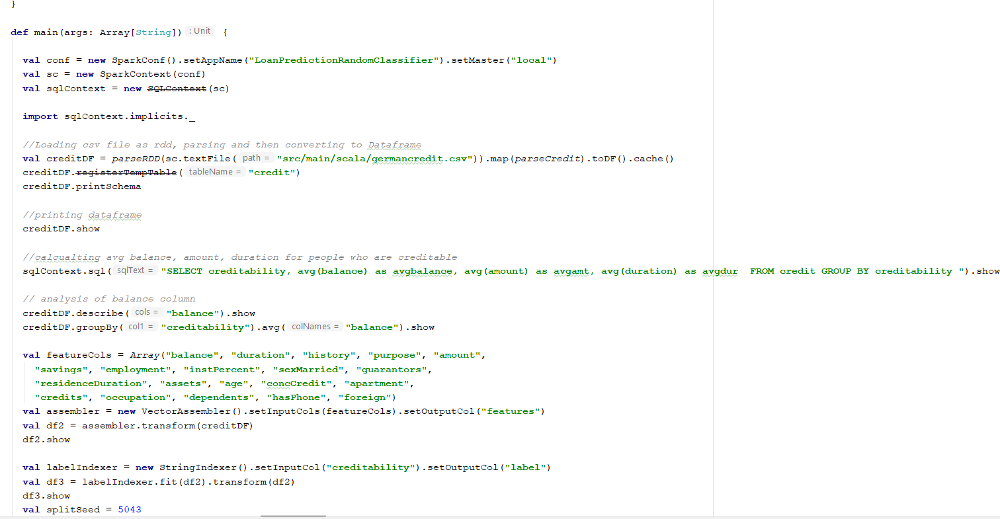 }
def main(args: Array[String]) : Unit {
val conf = new SparkConf().setAppName("LoanPredictionRandomClassifier").setMaster("local")
val sc = new SparkContext(conf)
val sqlContext = new SQLContext(sc)
import sqlContext.implicits._
//Loading csv file as rdd, parsing and then converting to Dataframe
val creditDF = parseRDD(sc.textFile( path = "src/main/scala/germancredit.csv")).map(parseCredit).toDF().cache()
creditDF.registerTempTable( tableName = "credit")
creditDF.printSchema
//printing dataframe
creditDF.show
//calcualting avg balance, amount, duration for people who are creditable
sqlContext.sql( sqlText = "SELECT creditability, avg(balance) as avgbalance, avg(amount) as avgamt, avg(duration) as avgdur  FROM credit GROUP BY creditability ").show
// analysis of balance column
creditDF.describe( cols = "balance").show
creditDF.groupBy( col1 = "creditability").avg( colNames = "balance").show
val featureCols = Array("balance", "duration", "history", "purpose", "amount",
"savings", "employment", "instPercent", "sexMarried", "guarantors",
"residenceDuration", "assets", "age", "concCredit", "apartment",
"credits", "occupation", "dependents", "hasPhone", "foreign")
val assembler = new VectorAssembler().setInputCols(featureCols).setOutputCol("features")
val df2 = assembler.transform(creditDF)
df2.show
val labelIndexer = new StringIndexer().setInputCol("creditability").setOutputCol("label")
val df3 = labelIndexer.fit(df2).transform(df2)
df3.show
val splitSeed = 5043